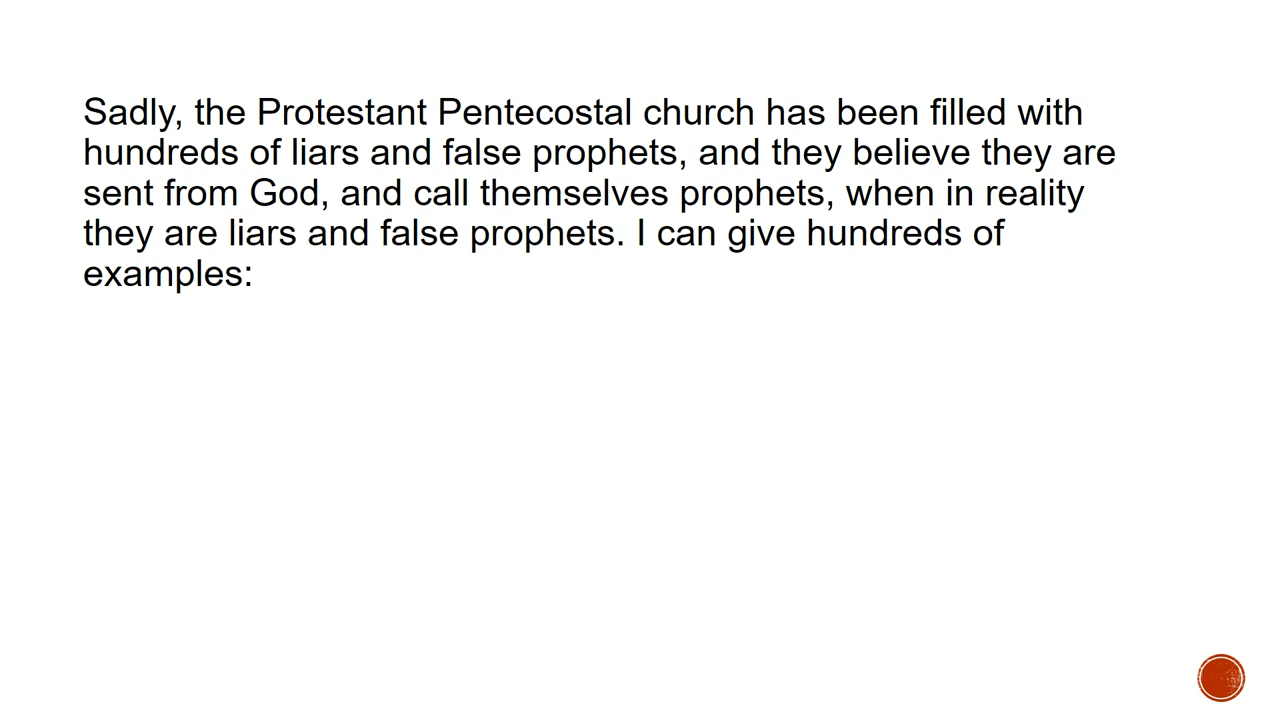 Sadly, the Protestant Pentecostal church has been filled with
hundreds of liars and false prophets, and they believe they are
sent from God, and call themselves prophets, when in reality
they are liars and false prophets. I can give hundreds of
examples: